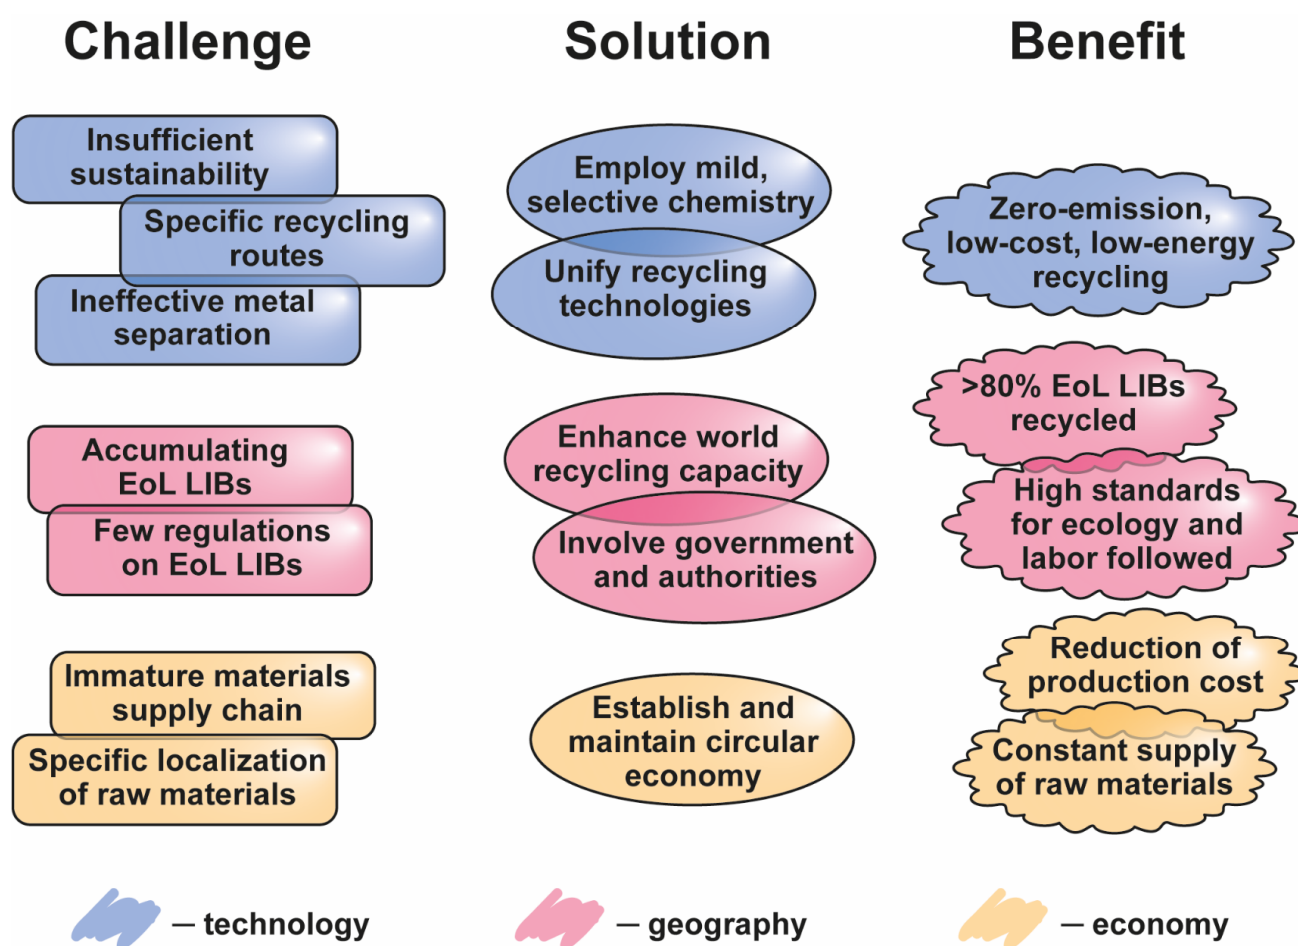 Challenge
Solution
Benefit
Insufficient
sustainability
Specific recycling
routes
Ineffective metal
separation
Employ mild,
selective chemistry
Unify recycling
technologies
Zero-emission,
low-cost, low-energy
recycling
Accumulating
EoL LIBs
Few regulations
on EoL LIBs
Enhance world
recycling capacity
Involve government
and authorities
>80% EoL LIBs
recycled
High standards
for ecology and
labor followed
Immature materials
supply chain
Specific localization
of raw materials
Establish and
maintain circular
economy
Reduction of
production cost
Constant supply
of raw materials
— technology
— geography
— economy